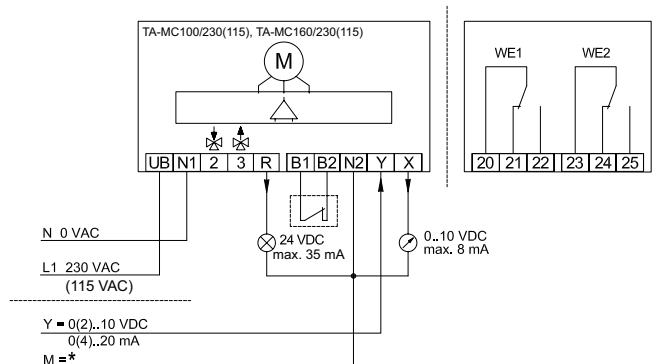 TA-MC100/230(115), TA-MC160/230(115)
M
WE1 WE2
UB N1 2 3 R B1 B2 N2 Y X
20 21 22 23 24 25
N 0 VAC
24 VDC
max. 35 mA
0..10 VDC
max. 8 mA
L1 230 VAC
(115 VAC)
Y = 0(2)..10 VDC
0(4)..20 mA
M =*